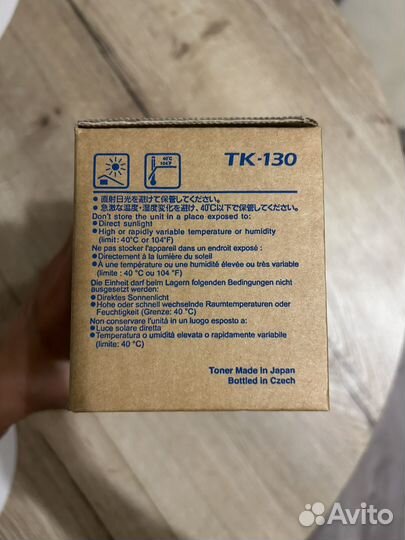 40°C
104°F
TK-130
●直射日光を避けて保管してください。
●急激な温度・湿度変化を避け、40℃以下で保管してください。
Don't store the unit in a place exposed to:
●Direct sunlight
●High or rapidly variable temperature or humidity
(limit: 40°C or 104°F)
Ne pas stocker l'appareil dans un endroit exposé :
●Directement à la lumière du soleil
●À une température ou une humidité élevée ou très variable
(limite : 40 °C ou 104 °F)
Die Einheit darf beim Lagern folgenden Bedingungen nicht
ausgesetzt werden:
●Direktes Sonnenlicht
●Hohe oder schnell wechselnde Raumtemperaturen oder
Feuchtigkeit (Grenze: 40 °C)
Non conservare l'unità in un luogo esposto a:
●Luce solare diretta
●Temperatura o umidità elevata o rapidamente variabile
(limite: 40 °C)
Toner Made in Japan
Bottled in Czech
Avito